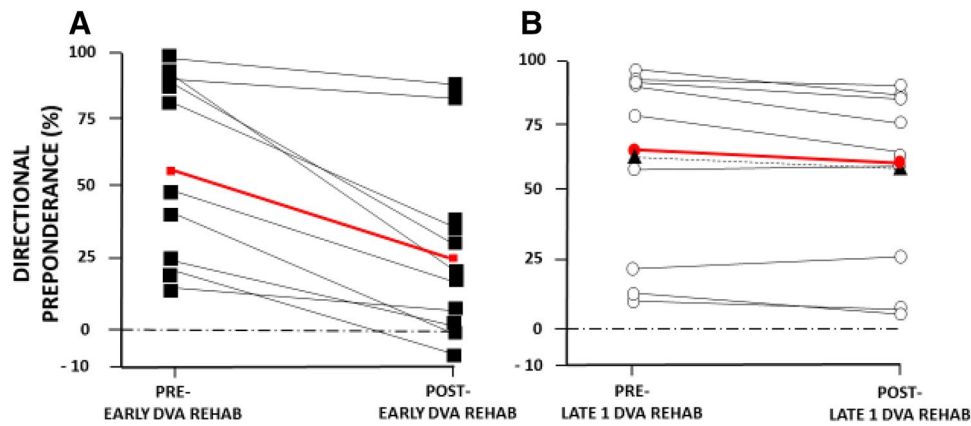 A
B
DIRECTIONAL
PREPONDERANCE (%)
100
75
50
25
0
- 10
PRE-
EARLY DVA REHAB
POST-
EARLY DVA REHAB
100
75
50
25
0
- 10
PRE-
LATE 1 DVA REHAB
POST-
LATE 1 DVA REHAB